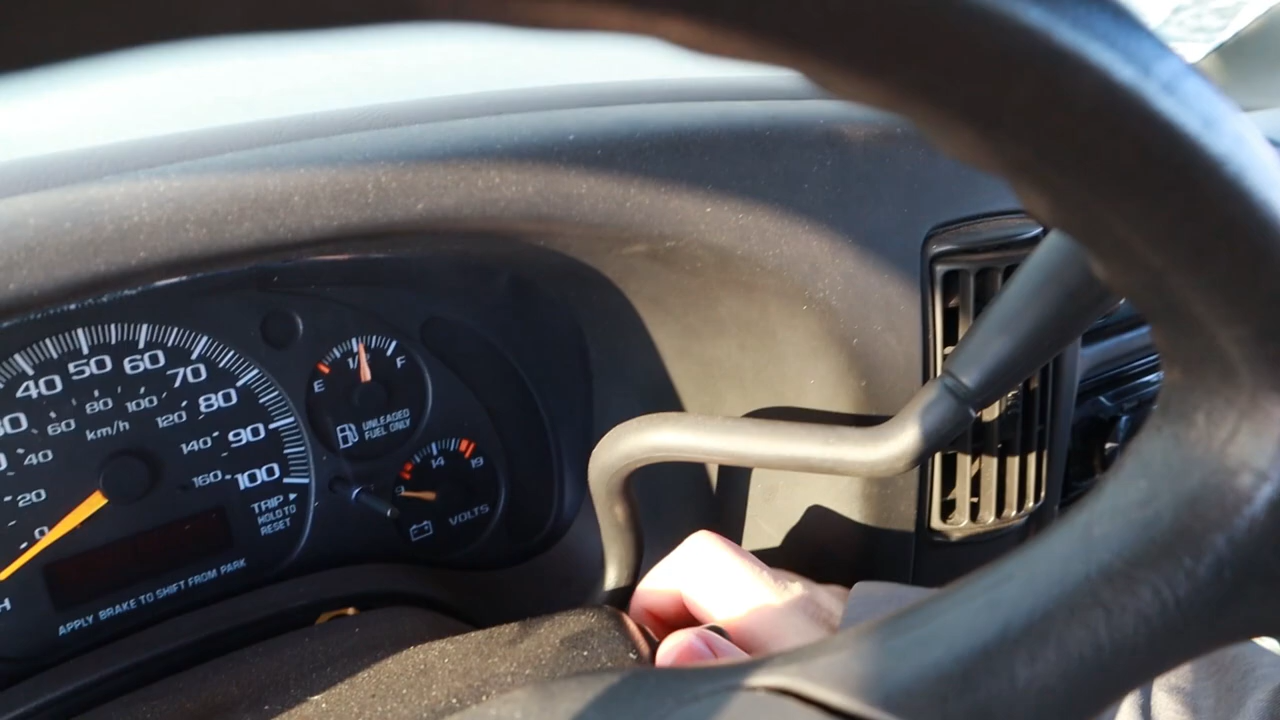 40 50 60 70 80 90 100
20 40 60 80 100 120 140 160
km/h
0
TRIP
HOLD TO
RESET
APPLY BRAKE TO SHIFT FROM PARK
E 1/2 F
UNLEADED
FUEL ONLY
9 14 19
VOLTS